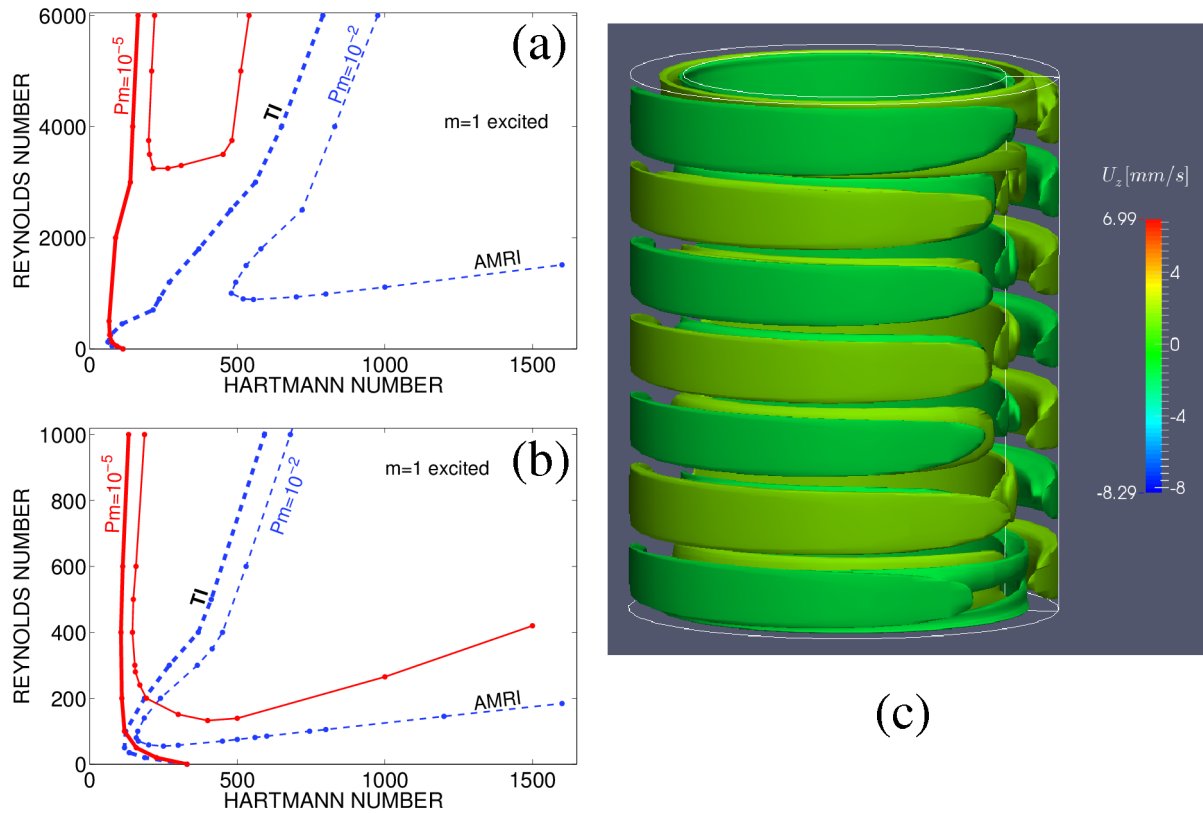 6000
4000
2000
0
REYNOLDS NUMBER
Pm=10⁻⁵
TI
Pm=10⁻²
(a)
m=1 excited
AMRI
0
500
1000
1500
HARTMANN NUMBER
1000
800
600
400
200
0
REYNOLDS NUMBER
Pm=10⁻⁵
TI
Pm=10⁻²
m=1 excited
(b)
AMRI
0
500
1000
1500
HARTMANN NUMBER
U_z[mm/s]
6.99
4
0
-4
-8.29
-8
(c)